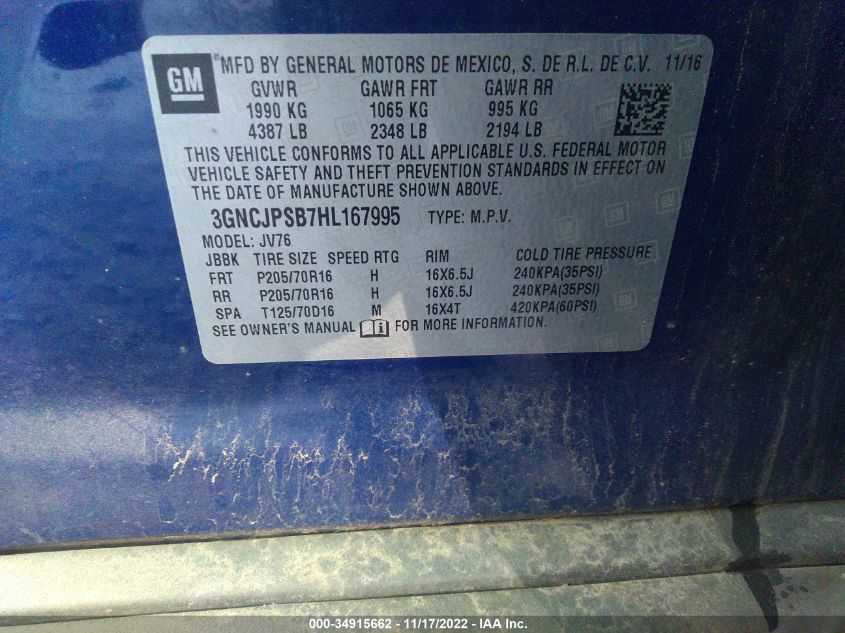 GM
®
MFD BY GENERAL MOTORS DE MEXICO, S. DE R.L. DE C.V. 11/16
GVWR GAWR FRT GAWR RR
1990 KG 1065 KG 995 KG
4387 LB 2348 LB 2194 LB
THIS VEHICLE CONFORMS TO ALL APPLICABLE U.S. FEDERAL MOTOR
VEHICLE SAFETY AND THEFT PREVENTION STANDARDS IN EFFECT ON
THE DATE OF MANUFACTURE SHOWN ABOVE.
3GNCJPSB7HL167995 TYPE: M.P.V.
MODEL: JV76
JBBK TIRE SIZE SPEED RTG RIM COLD TIRE PRESSURE
FRT P205/70R16 H 16X6.5J 240KPA(35PSI)
RR P205/70R16 H 16X6.5J 240KPA(35PSI)
SPA T125/70D16 M 16X4T 420KPA(60PSI)
SEE OWNER'S MANUAL FOR MORE INFORMATION.
000-34915662 - 11/17/2022 - IAA Inc.